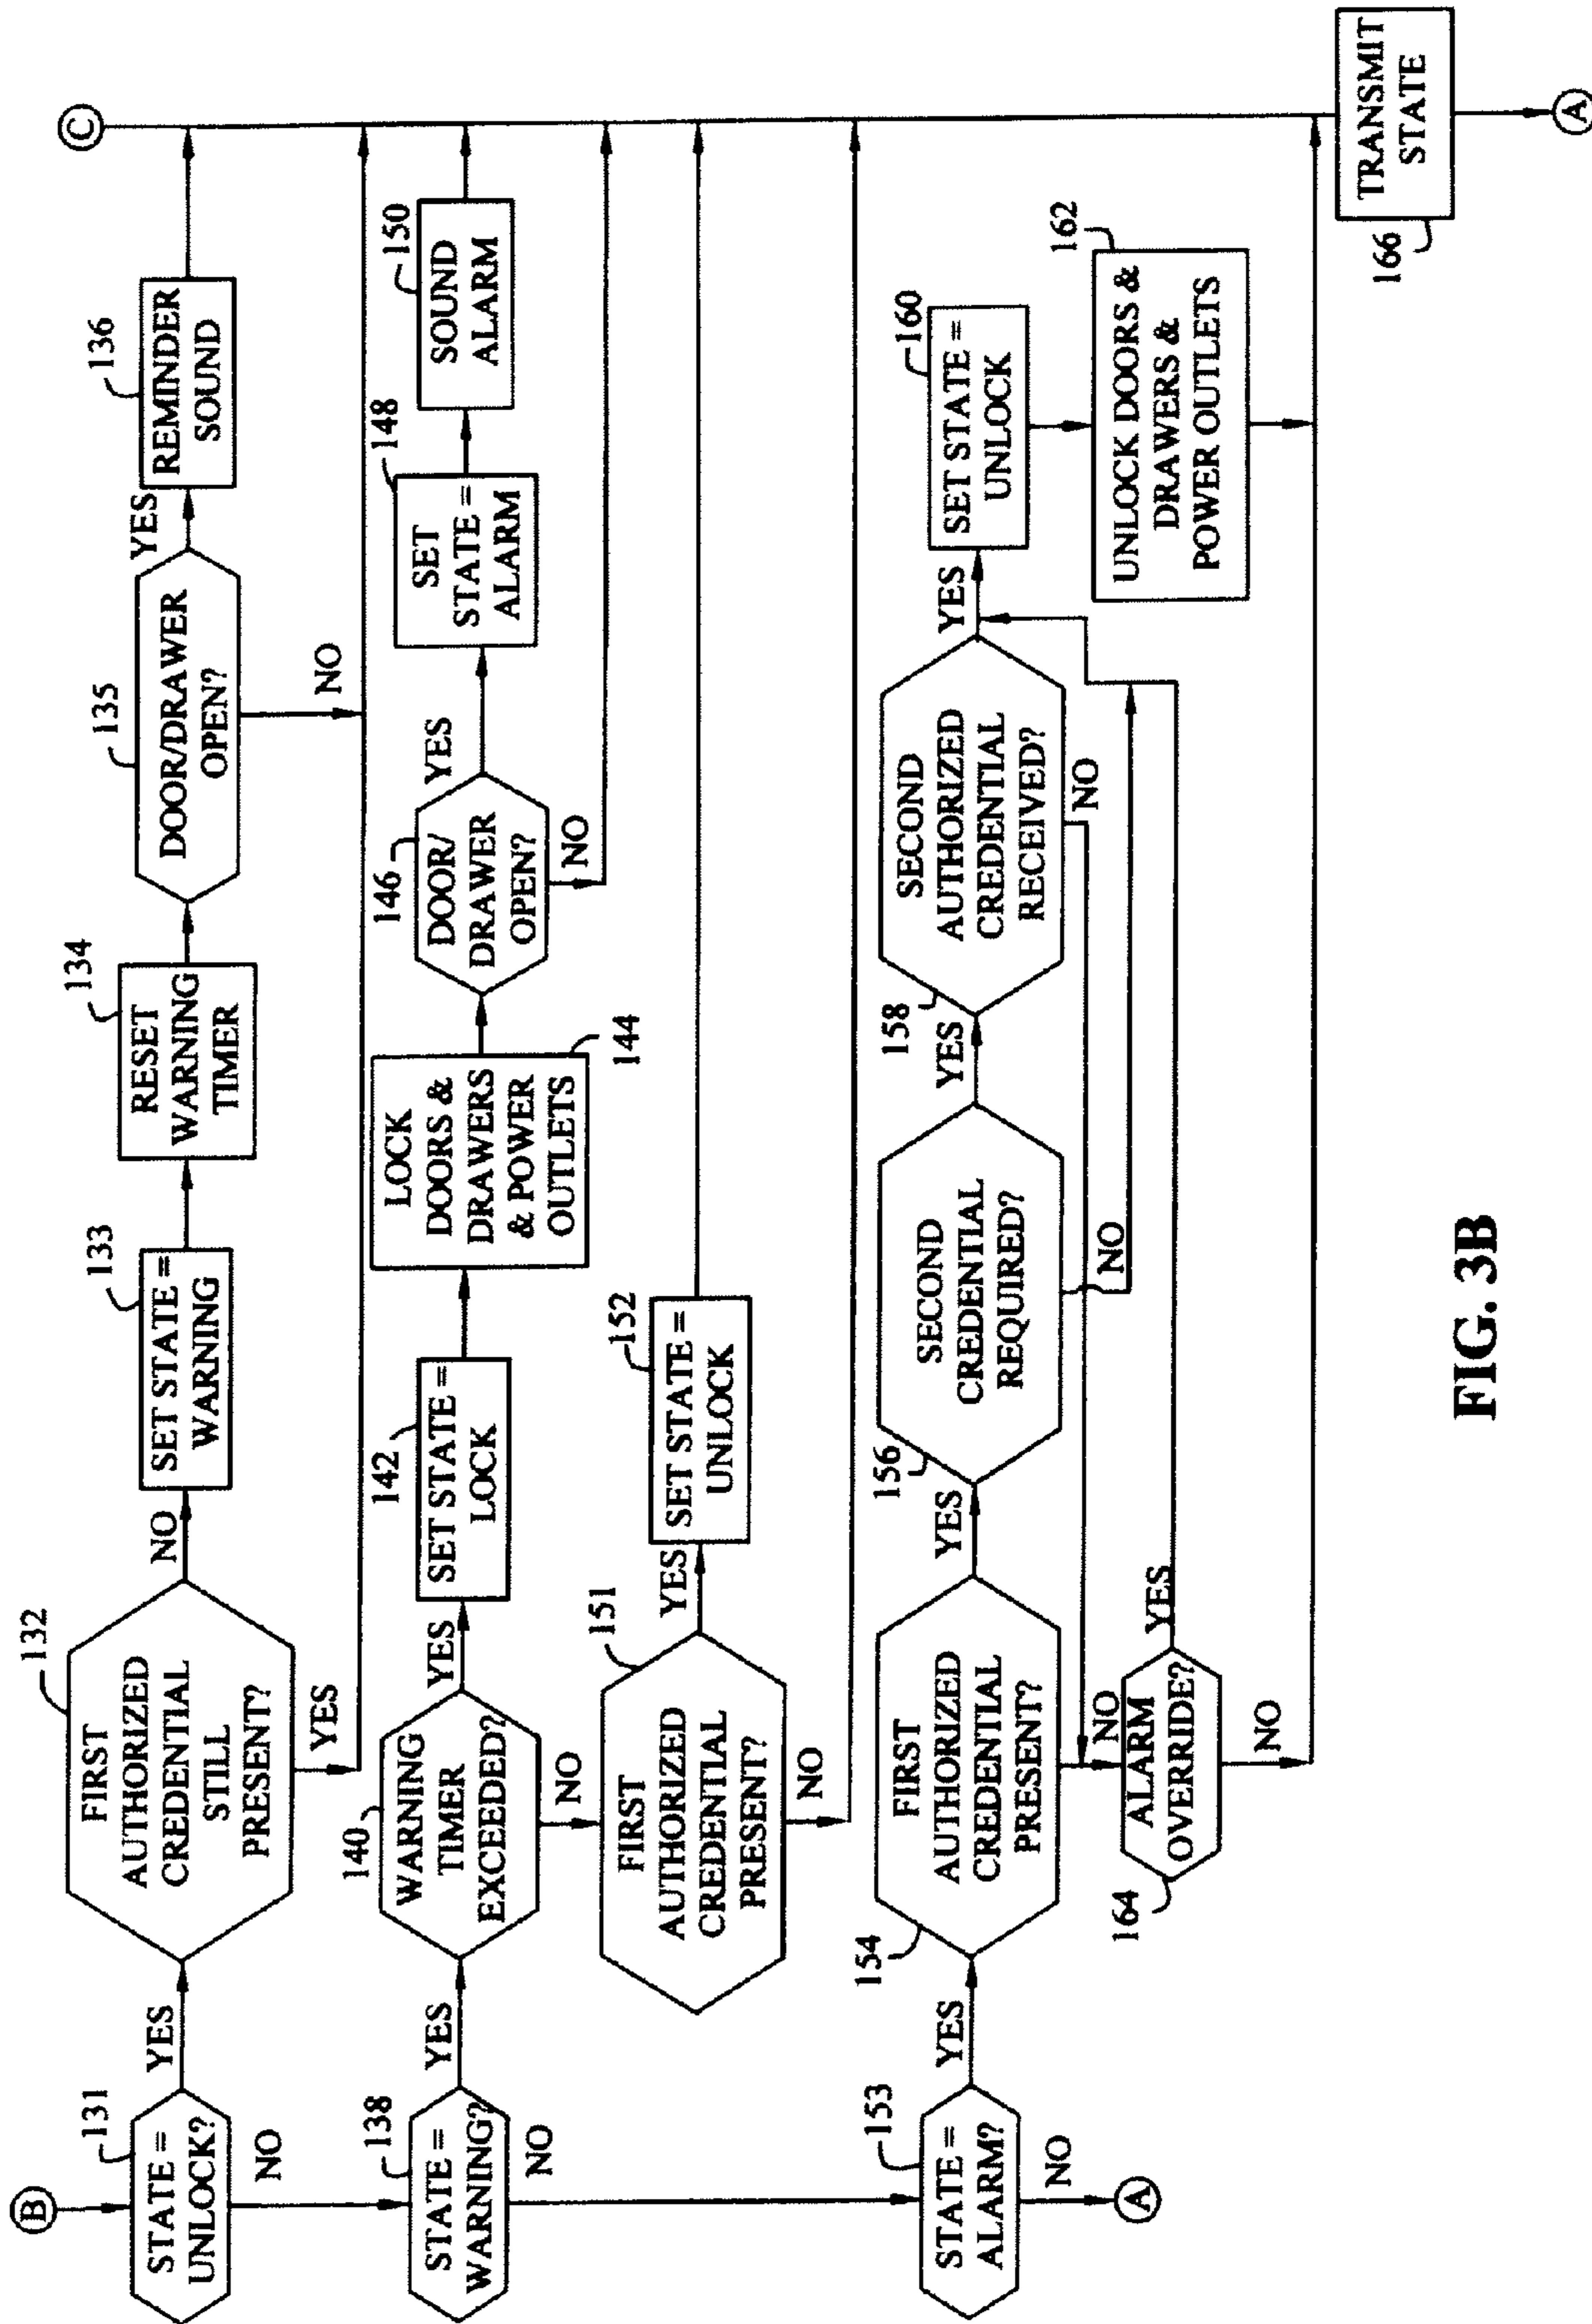 B
131
STATE =
UNLOCK?
YES
NO
132
FIRST
AUTHORIZED
CREDENTIAL
STILL
PRESENT?
NO
YES
133
SET STATE =
WARNING
134
RESET
WARNING
TIMER
135
DOOR/DRAWER
OPEN?
YES
NO
136
REMINDER
SOUND
C
138
STATE =
WARNING?
YES
NO
140
WARNING
TIMER
EXCEEDED?
YES
NO
142
SET STATE =
LOCK
144
LOCK
DOORS &
DRAWERS
& POWER
OUTLETS
146
DOOR/
DRAWER
OPEN?
YES
NO
148
SET
STATE =
ALARM
150
SOUND
ALARM
151
FIRST
AUTHORIZED
CREDENTIAL
PRESENT?
YES
NO
152
SET STATE =
UNLOCK
153
STATE =
ALARM?
YES
NO
A
154
FIRST
AUTHORIZED
CREDENTIAL
PRESENT?
YES
NO
156
SECOND
CREDENTIAL
REQUIRED?
YES
NO
158
SECOND
AUTHORIZED
CREDENTIAL
RECEIVED?
YES
NO
160
SET STATE =
UNLOCK
162
UNLOCK DOORS &
DRAWERS &
POWER OUTLETS
164
ALARM
OVERRIDE?
YES
NO
166
TRANSMIT
STATE
A
FIG. 3B